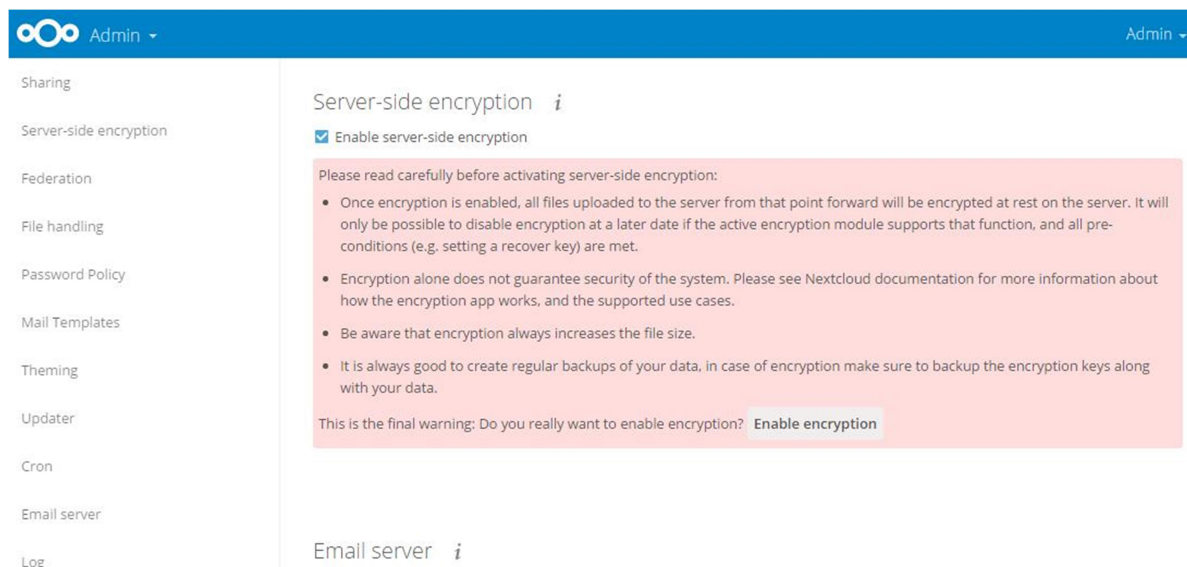 Admin
Admin
Sharing
Server-side encryption
Federation
File handling
Password Policy
Mail Templates
Theming
Updater
Cron
Email server
Log
Server-side encryption i
Enable server-side encryption
Please read carefully before activating server-side encryption:
• Once encryption is enabled, all files uploaded to the server from that point forward will be encrypted at rest on the server. It will
only be possible to disable encryption at a later date if the active encryption module supports that function, and all pre-
conditions (e.g. setting a recover key) are met.
• Encryption alone does not guarantee security of the system. Please see Nextcloud documentation for more information about
how the encryption app works, and the supported use cases.
• Be aware that encryption always increases the file size.
• It is always good to create regular backups of your data, in case of encryption make sure to backup the encryption keys along
with your data.
This is the final warning: Do you really want to enable encryption? Enable encryption
Email server i